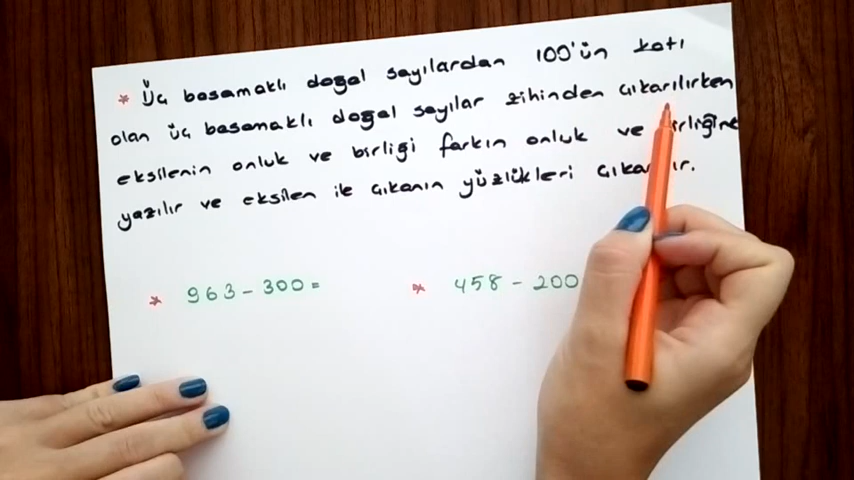 * Üç basamaklı doğal sayılardan 100'ün katı
olan üç basamaklı doğal sayılar zihinden çıkarılırken
eksilenin onluk ve birliği farkın onluk ve
yazılır ve eksilen ile çıkanın yüzlükleri
* 963 - 300 =
* 458 - 200